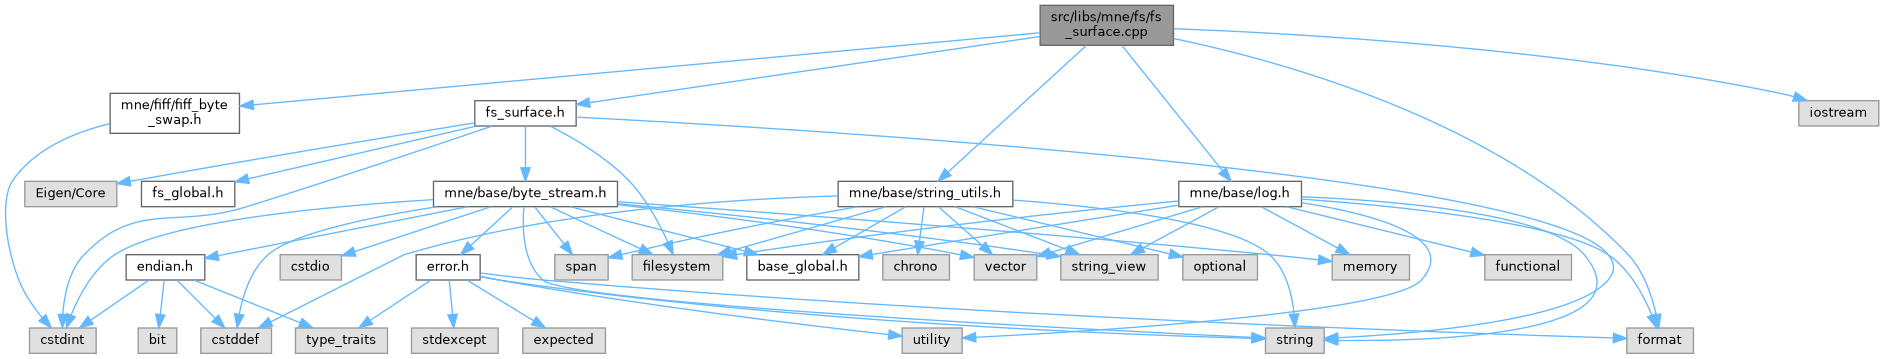 src/libs/mne/fs/fs
_surface.cpp
mne/fiff/fiff_byte
_swap.h
fs_surface.h
iostream
Eigen/Core
fs_global.h
mne/base/byte_stream.h
mne/base/string_utils.h
mne/base/log.h
endian.h
cstdio
error.h
span
filesystem
base_global.h
chrono
vector
string_view
optional
memory
functional
cstdint
bit
cstddef
type_traits
stdexcept
expected
utility
string
format